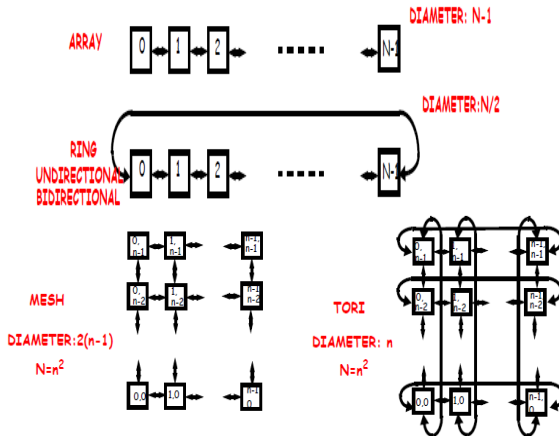 DIAMETER: N-1
ARRAY
0 1 2 N-1
DIAMETER:N/2
RING
UNDIRECTIONAL
BIDIRECTIONAL
0 1 2 N-1
0, n-1 1, n-1 n-1, n-1
0, n-2 1, n-2 n-1, n-2
MESH
DIAMETER:2(n-1)
N=n²
0,0 1,0 n-1, 0
0, n-1 1, n-1 n-1, n-1
0, n-2 1, n-2 n-1, n-2
TORI
DIAMETER: n
N=n²
0,0 1,0 n-1, 0